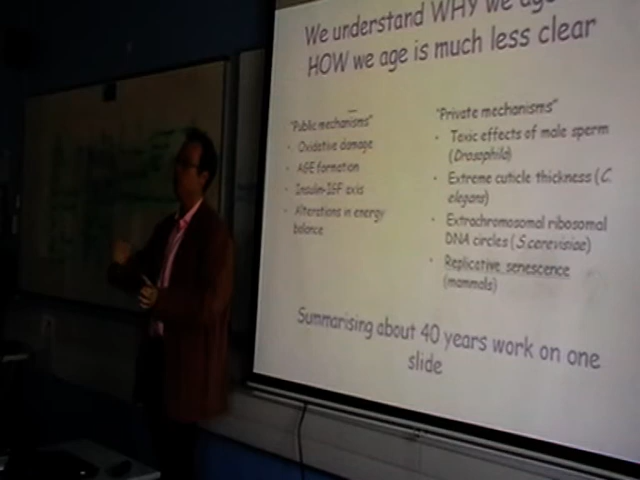 We understand WHY we age
HOW we age is much less clear
"Public mechanisms"
• Oxidative damage
• AGE formation
• Insulin-IGF axis
• Alterations in energy
balance
"Private mechanisms"
• Toxic effects of male sperm
(Drosophila)
• Extreme cuticle thickness (C.
elegans)
• Extrachromosomal ribosomal
DNA circles (S.cerevisiae)
• Replicative senescence
(mammals)
Summarising about 40 years work on one
slide